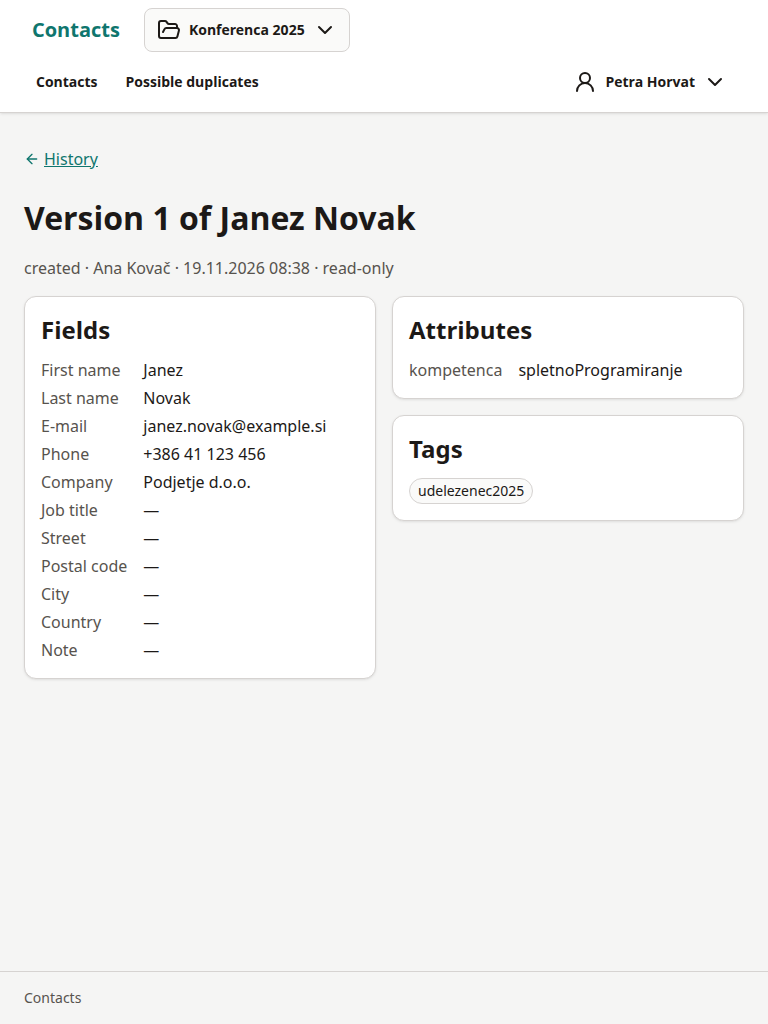 Contacts
Konferenca 2025
Contacts
Possible duplicates
Petra Horvat
← History
Version 1 of Janez Novak
created · Ana Kovač · 19.11.2026 08:38 · read-only
Fields
First name Janez
Last name Novak
E-mail janez.novak@example.si
Phone +386 41 123 456
Company Podjetje d.o.o.
Job title —
Street —
Postal code —
City —
Country —
Note —
Attributes
kompetenca spletnoProgramiranje
Tags
udelezenec2025
Contacts